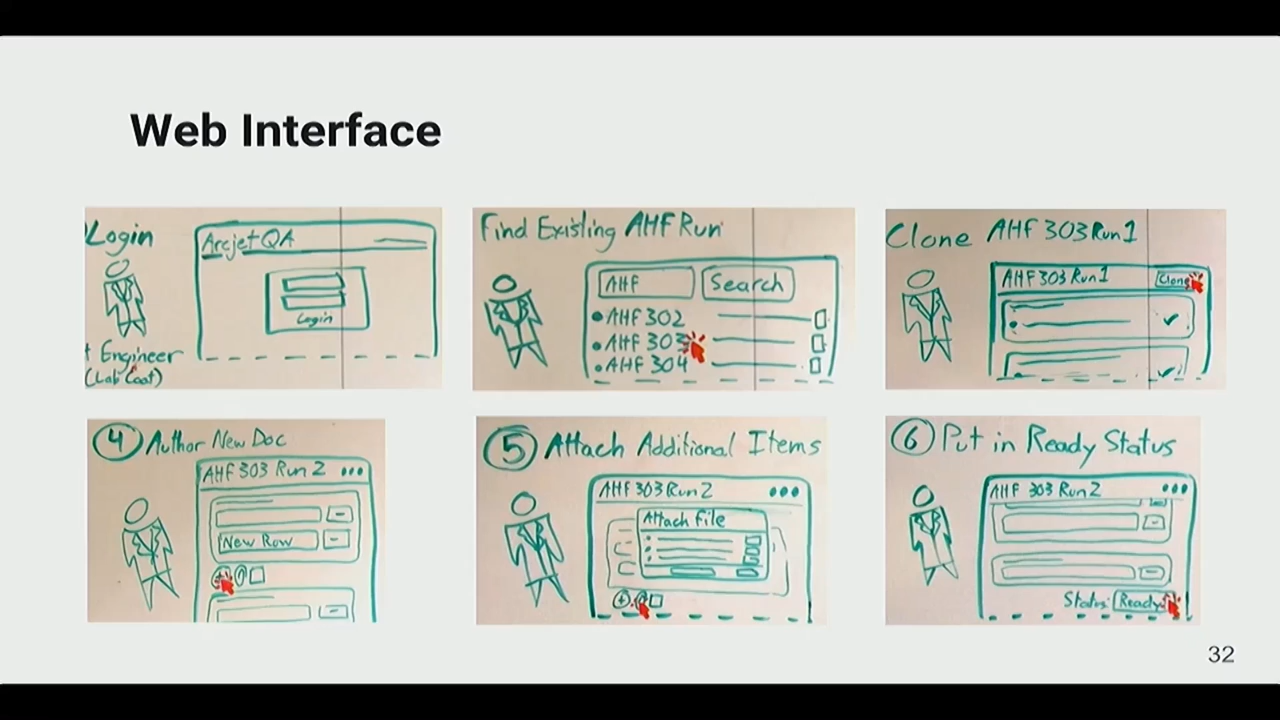 Web Interface
Login
Arcjet QA
Login
Engineer
(Lab Coat)
Find Existing AHF Run
AHF
Search
AHF 302
AHF 303
AHF 304
Clone AHF 303 Run 1
AHF 303 Run 1
Clone
4 Author New Doc
AHF 303 Run 2
New Row
5 Attach Additional Items
AHF 303 Run 2
Attach File
6 Put in Ready Status
AHF 303 Run 2
Status: Ready
32